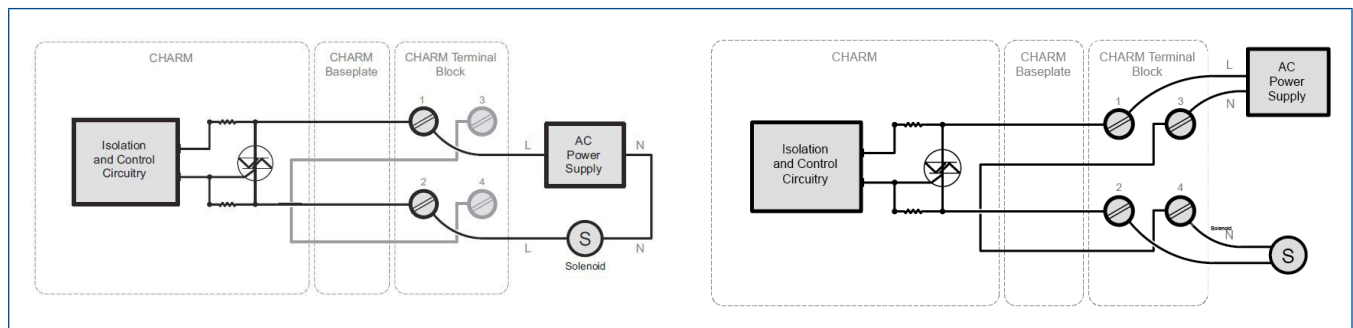 CHARM
CHARM
Baseplate
CHARM Terminal
Block
1
3
Isolation
and Control
Circuitry
L
AC
Power
Supply
N
2
4
L
S
N
Solenoid
CHARM
CHARM
Baseplate
CHARM Terminal
Block
L
N
AC
Power
Supply
1
3
Isolation
and Control
Circuitry
2
4
Solenoid
N
S